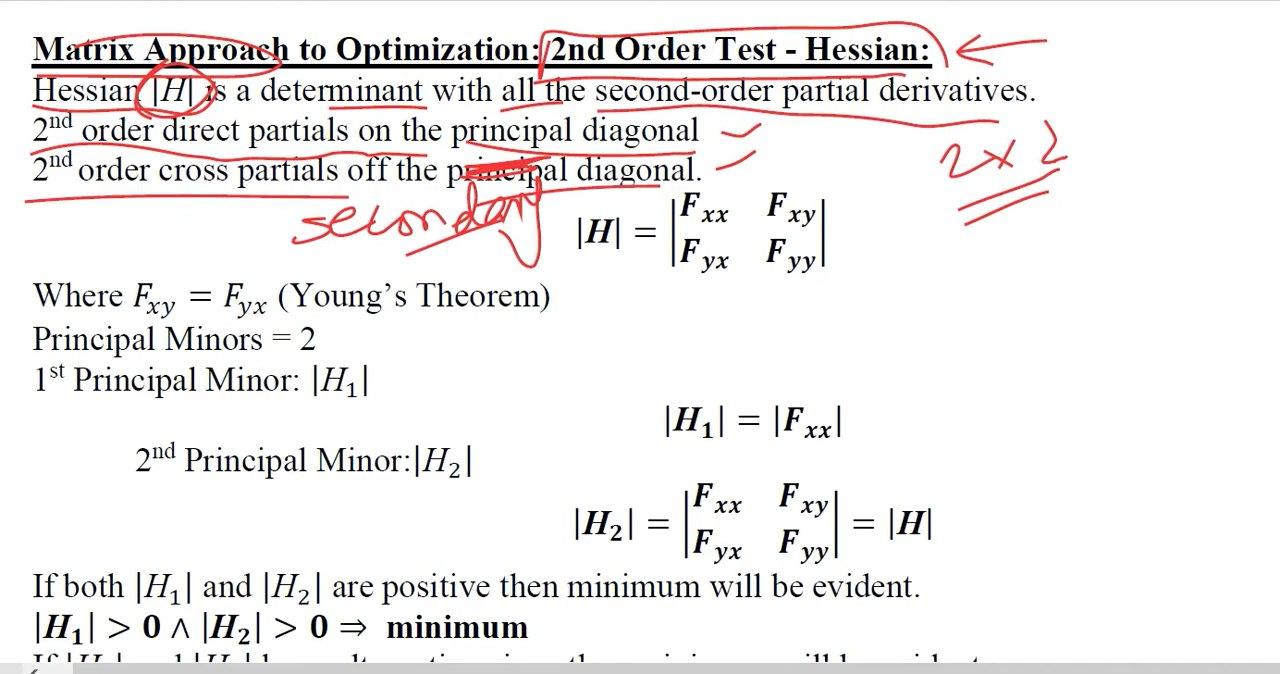 Matrix Approach to Optimization: 2nd Order Test - Hessian:
Hessian |H| is a determinant with all the second-order partial derivatives.
2nd order direct partials on the principal diagonal
2nd order cross partials off the principal diagonal.
2 x 2
secondary
|H| = |Fxx Fxy|
|Fyx Fyy|
Where Fxy = Fyx (Young's Theorem)
Principal Minors = 2
1st Principal Minor: |H1|
|H1| = |Fxx|
2nd Principal Minor:|H2|
|H2| = |Fxx Fxy| = |H|
|Fyx Fyy|
If both |H1| and |H2| are positive then minimum will be evident.
|H1| > 0 ∧ |H2| > 0 ⇒ minimum